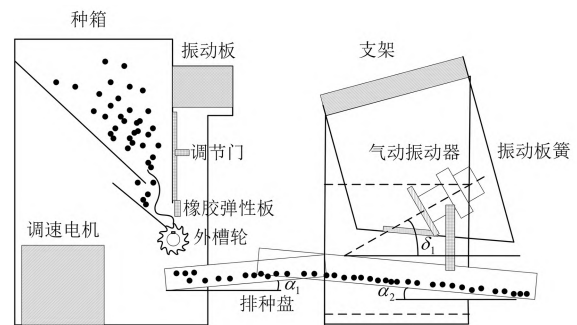 种箱
振动板
支架
调节门
气动振动器
振动板簧
橡胶弹性板
调速电机
外槽轮
δ₁
排种盘
α₁
α₂